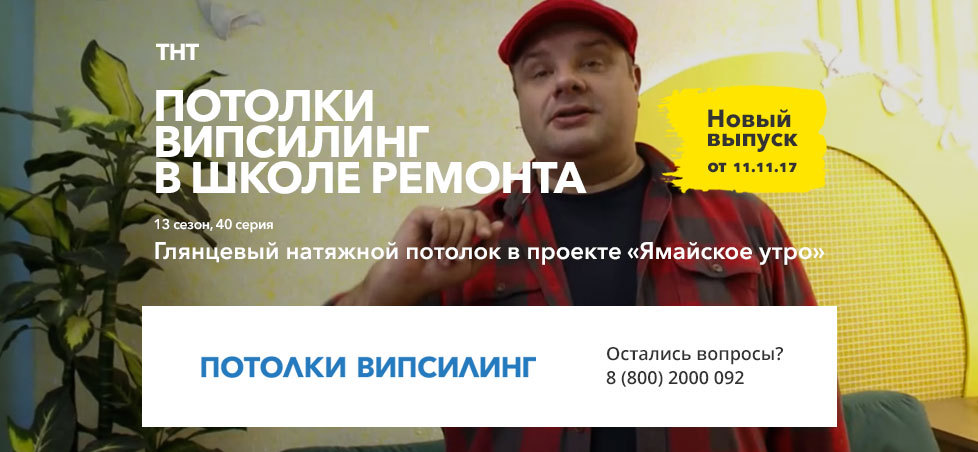 ТНТ
ПОТОЛКИ
ВИПСИЛИНГ
В ШКОЛЕ РЕМОНТА
Новый
выпуск
от 11.11.17
13 сезон, 40 серия
Глянцевый натяжной потолок в проекте «Ямайское утро»
ПОТОЛКИ ВИПСИЛИНГ
Остались вопросы?
8 (800) 2000 092